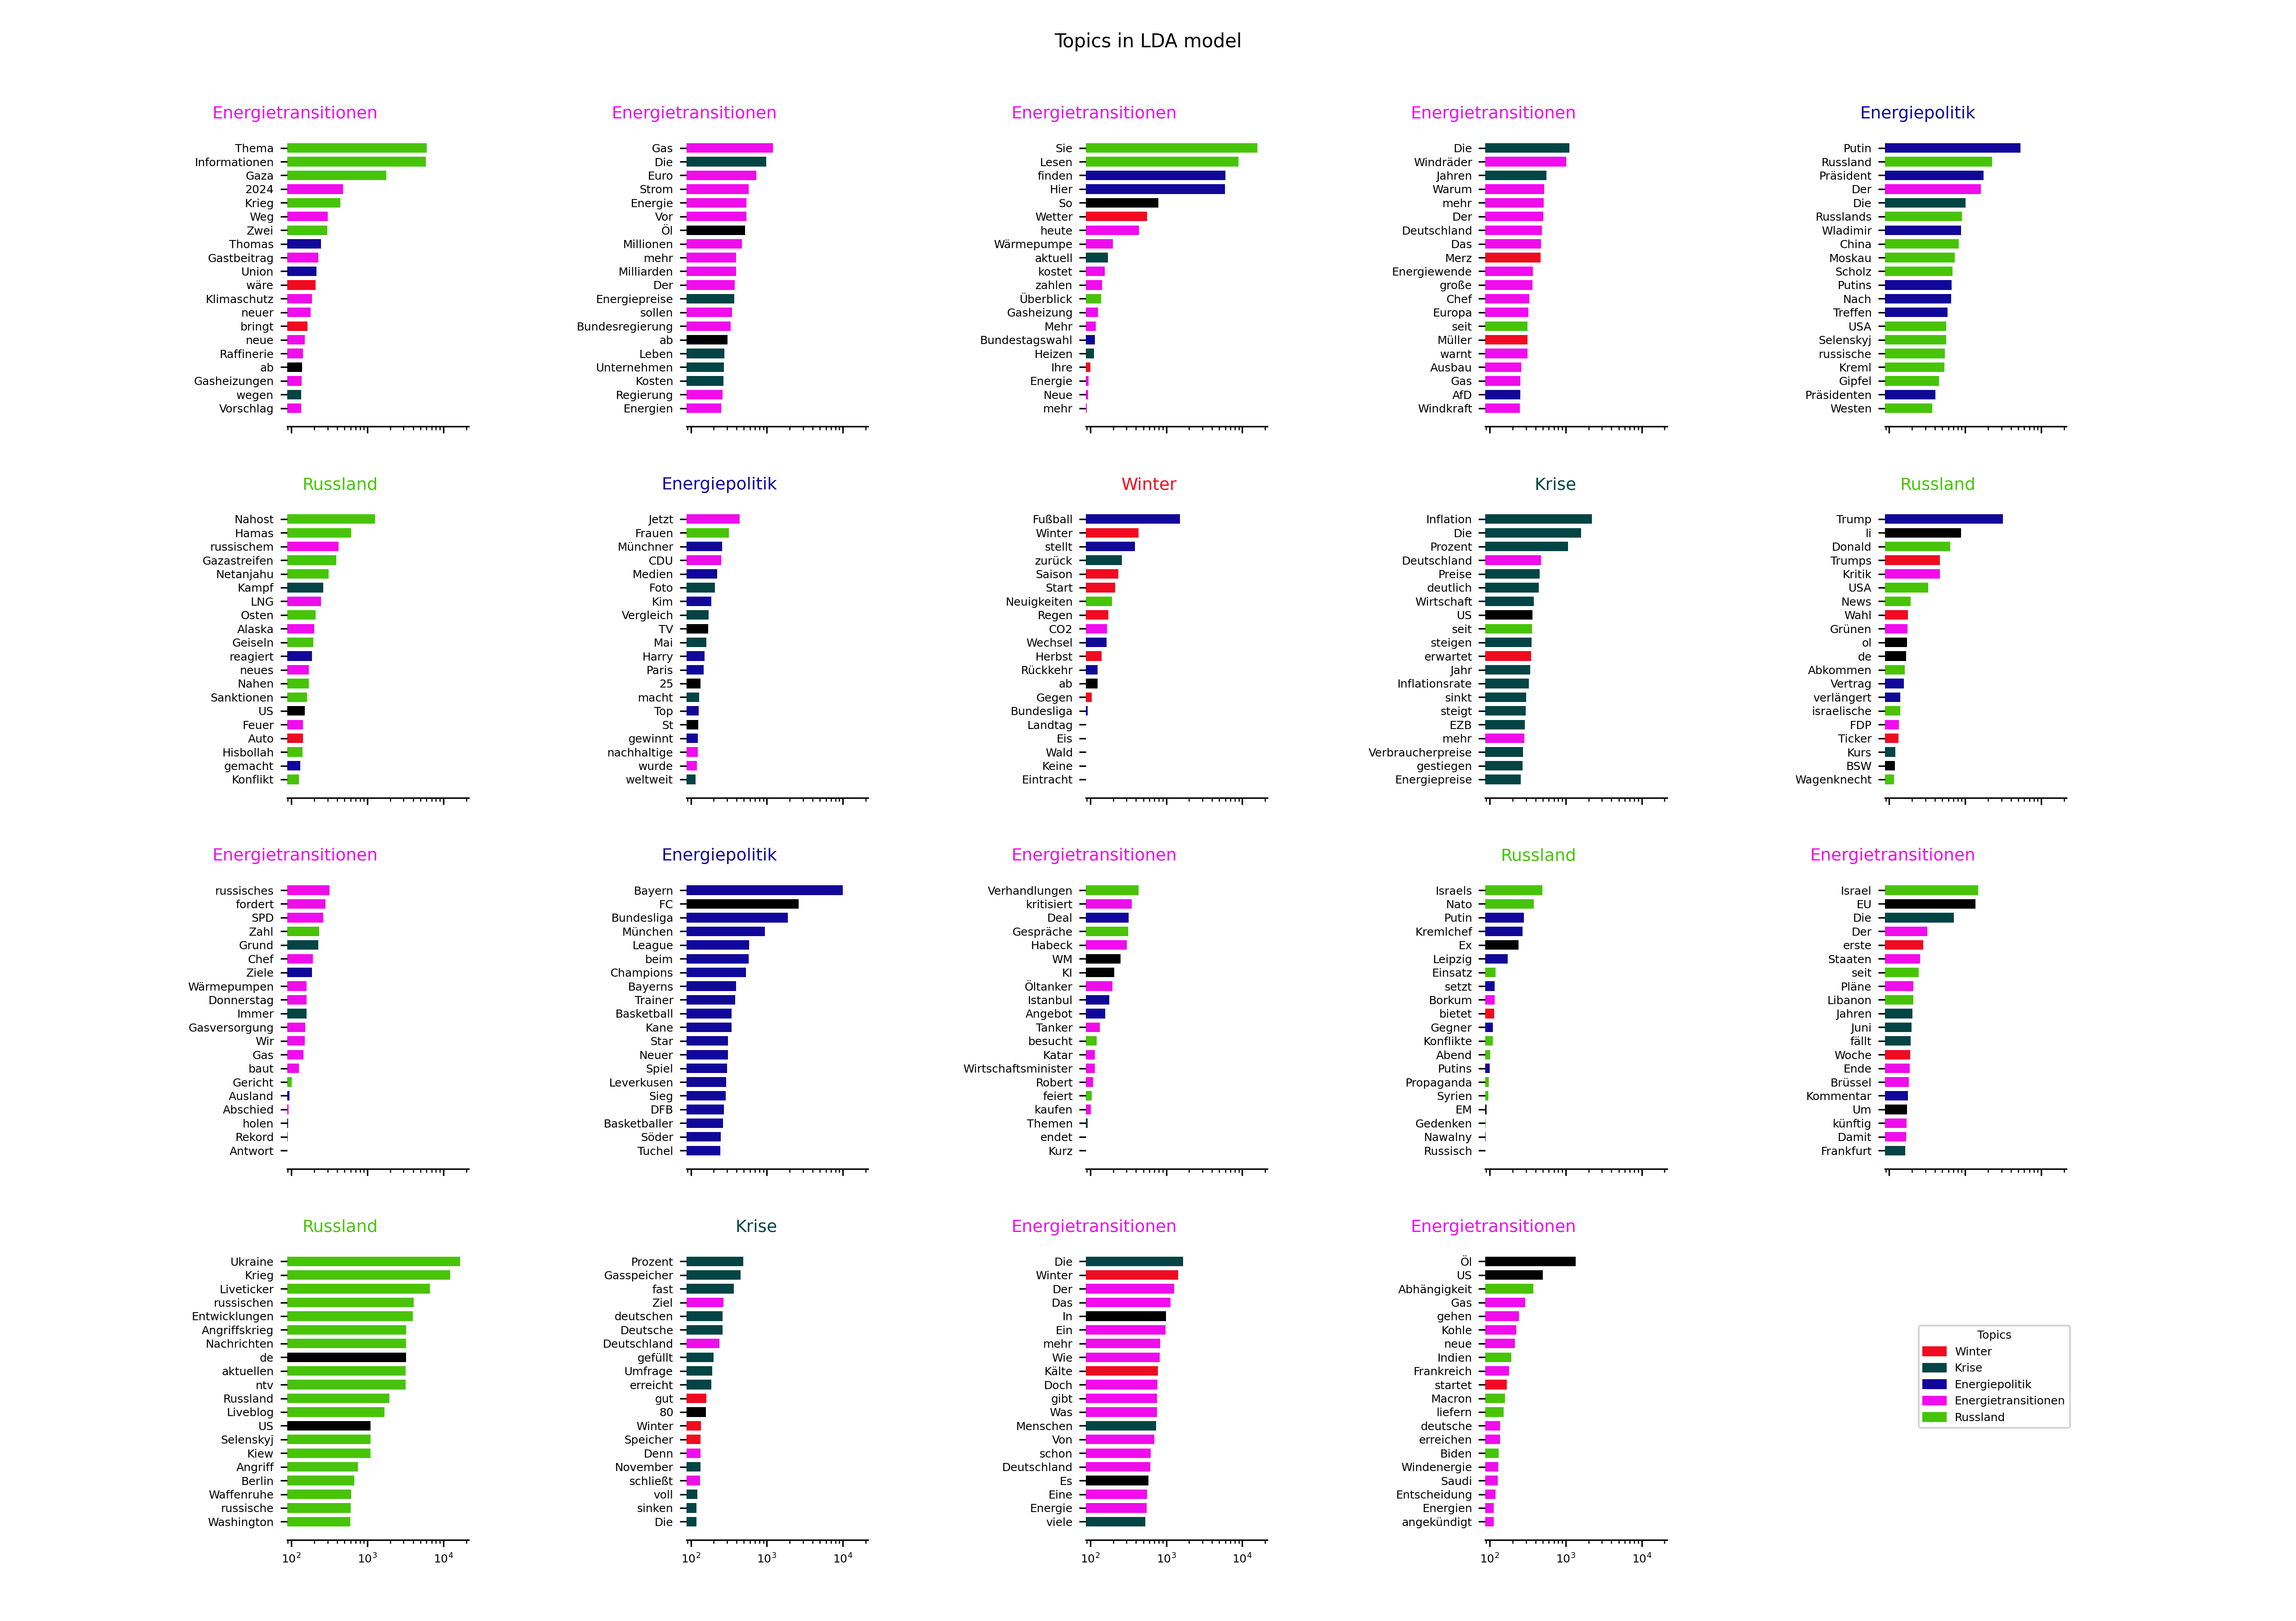 Topics in LDA model
Energietransitionen
Thema
Informationen
Gaza
2024
Krieg
Weg
Zwei
Thomas
Gastbeitrag
Union
wäre
Klimaschutz
neuer
bringt
neue
Raffinerie
ab
Gasheizungen
wegen
Vorschlag
Energietransitionen
Gas
Die
Euro
Strom
Energie
Vor
Öl
Millionen
mehr
Milliarden
Der
Energiepreise
sollen
Bundesregierung
ab
Leben
Unternehmen
Kosten
Regierung
Energien
Energietransitionen
Sie
Lesen
finden
Hier
So
Wetter
heute
Wärmepumpe
aktuell
kostet
zahlen
Überblick
Gasheizung
Mehr
Bundestagswahl
Heizen
Ihre
Energie
Neue
mehr
Energietransitionen
Die
Windräder
Jahren
Warum
mehr
Der
Deutschland
Das
Merz
Energiewende
große
Chef
Europa
seit
Müller
warnt
Ausbau
Gas
AfD
Windkraft
Energiepolitik
Putin
Russland
Präsident
Der
Die
Russlands
Wladimir
China
Moskau
Scholz
Putins
Nach
Treffen
USA
Selenskyj
russische
Kreml
Gipfel
Präsidenten
Westen
Russland
Nahost
Hamas
russischem
Gazastreifen
Netanjahu
Kampf
LNG
Osten
Alaska
Geiseln
reagiert
neues
Nahen
Sanktionen
US
Feuer
Auto
Hisbollah
gemacht
Konflikt
Energiepolitik
Jetzt
Frauen
Münchner
CDU
Medien
Foto
Kim
Vergleich
TV
Mai
Harry
Paris
25
macht
Top
St
gewinnt
nachhaltige
wurde
weltweit
Winter
Fußball
Winter
stellt
zurück
Saison
Start
Neuigkeiten
Regen
CO2
Wechsel
Herbst
Rückkehr
ab
Gegen
Bundesliga
Landtag
Eis
Wald
Keine
Eintracht
Krise
Inflation
Die
Prozent
Deutschland
Preise
deutlich
Wirtschaft
US
seit
steigen
erwartet
Jahr
Inflationsrate
sinkt
steigt
EZB
mehr
Verbraucherpreise
gestiegen
Energiepreise
Russland
Trump
li
Donald
Trumps
Kritik
USA
News
Wahl
Grünen
ol
de
Abkommen
Vertrag
verlängert
israelische
FDP
Ticker
Kurs
BSW
Wagenknecht
Energietransitionen
russisches
fordert
SPD
Zahl
Grund
Chef
Ziele
Wärmepumpen
Donnerstag
Immer
Gasversorgung
Wir
Gas
baut
Gericht
Ausland
Abschied
holen
Rekord
Antwort
Energiepolitik
Bayern
FC
Bundesliga
München
League
beim
Champions
Bayerns
Trainer
Basketball
Kane
Star
Neuer
Spiel
Leverkusen
Sieg
DFB
Basketballer
Söder
Tuchel
Energietransitionen
Verhandlungen
kritisiert
Deal
Gespräche
Habeck
WM
KI
Öltanker
Istanbul
Angebot
Tanker
besucht
Katar
Wirtschaftsminister
Robert
feiert
kaufen
Themen
endet
Kurz
Russland
Israels
Nato
Putin
Kremlchef
Ex
Leipzig
Einsatz
setzt
Borkum
bietet
Gegner
Konflikte
Abend
Putins
Propaganda
Syrien
EM
Gedenken
Nawalny
Russisch
Energietransitionen
Israel
EU
Die
Der
erste
Staaten
seit
Pläne
Libanon
Jahren
Juni
fällt
Woche
Ende
Brüssel
Kommentar
Um
künftig
Damit
Frankfurt
Russland
Ukraine
Krieg
Liveticker
russischen
Entwicklungen
Angriffskrieg
Nachrichten
de
aktuellen
ntv
Russland
Liveblog
US
Selenskyj
Kiew
Angriff
Berlin
Waffenruhe
russische
Washington
10² 10³ 10⁴
Krise
Prozent
Gasspeicher
fast
Ziel
deutschen
Deutsche
Deutschland
gefüllt
Umfrage
erreicht
gut
80
Winter
Speicher
Denn
November
schließt
voll
sinken
Die
10² 10³ 10⁴
Energietransitionen
Die
Winter
Der
Das
In
Ein
mehr
Wie
Kälte
Doch
gibt
Was
Menschen
Von
schon
Deutschland
Es
Eine
Energie
viele
10² 10³ 10⁴
Energietransitionen
Öl
US
Abhängigkeit
Gas
gehen
Kohle
neue
Indien
Frankreich
startet
Macron
liefern
deutsche
erreichen
Biden
Windenergie
Saudi
Entscheidung
Energien
angekündigt
10² 10³ 10⁴
Topics
Winter
Krise
Energiepolitik
Energietransitionen
Russland